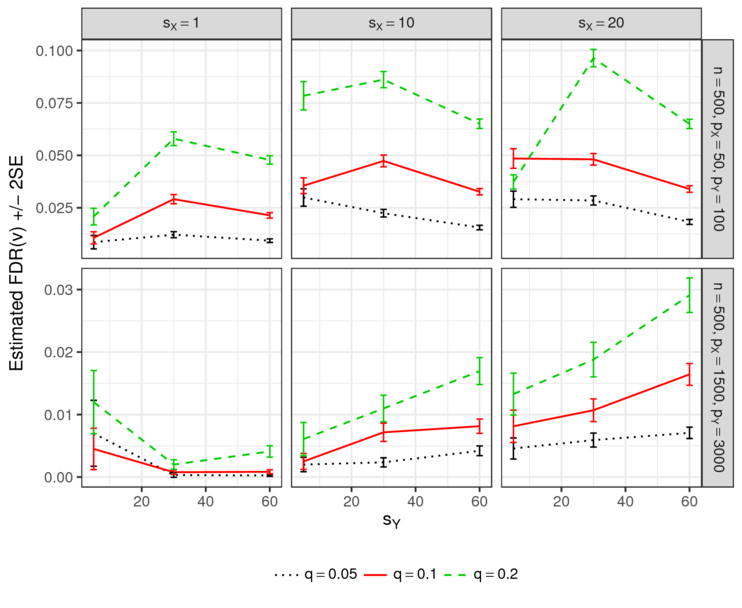 s_X = 1
s_X = 10
s_X = 20
0.100
0.075
0.050
0.025
n = 500, p_X = 50, p_Y = 100
0.03
0.02
0.01
0.00
n = 500, p_X = 1500, p_Y = 3000
20 40 60
20 40 60
20 40 60
s_Y
Estimated FDR(v) +/− 2SE
q = 0.05 q = 0.1 q = 0.2